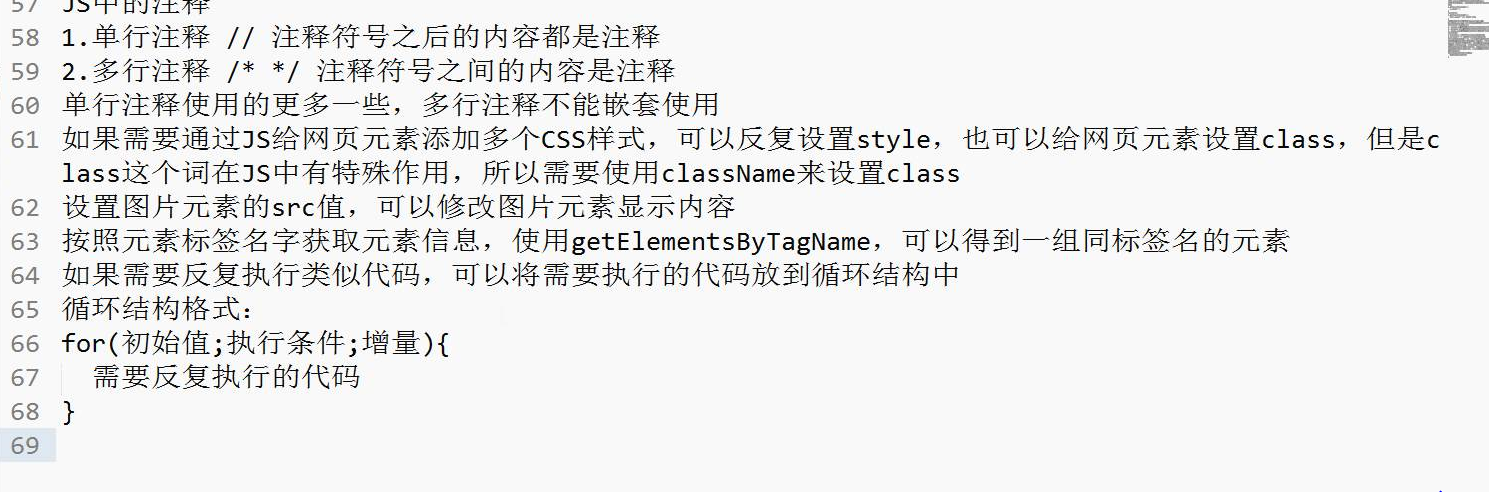 57 JS中的注释
58 1.单行注释 // 注释符号之后的内容都是注释
59 2.多行注释 /* */ 注释符号之间的内容是注释
60 单行注释使用的更多一些，多行注释不能嵌套使用
61 如果需要通过JS给网页元素添加多个CSS样式，可以反复设置style，也可以给网页元素设置class，但是c
lass这个词在JS中有特殊作用，所以需要使用className来设置class
62 设置图片元素的src值，可以修改图片元素显示内容
63 按照元素标签名字获取元素信息，使用getElementsByTagName，可以得到一组同标签名的元素
64 如果需要反复执行类似代码，可以将需要执行的代码放到循环结构中
65 循环结构格式：
66 for(初始值;执行条件;增量){
67 需要反复执行的代码
68 }
69